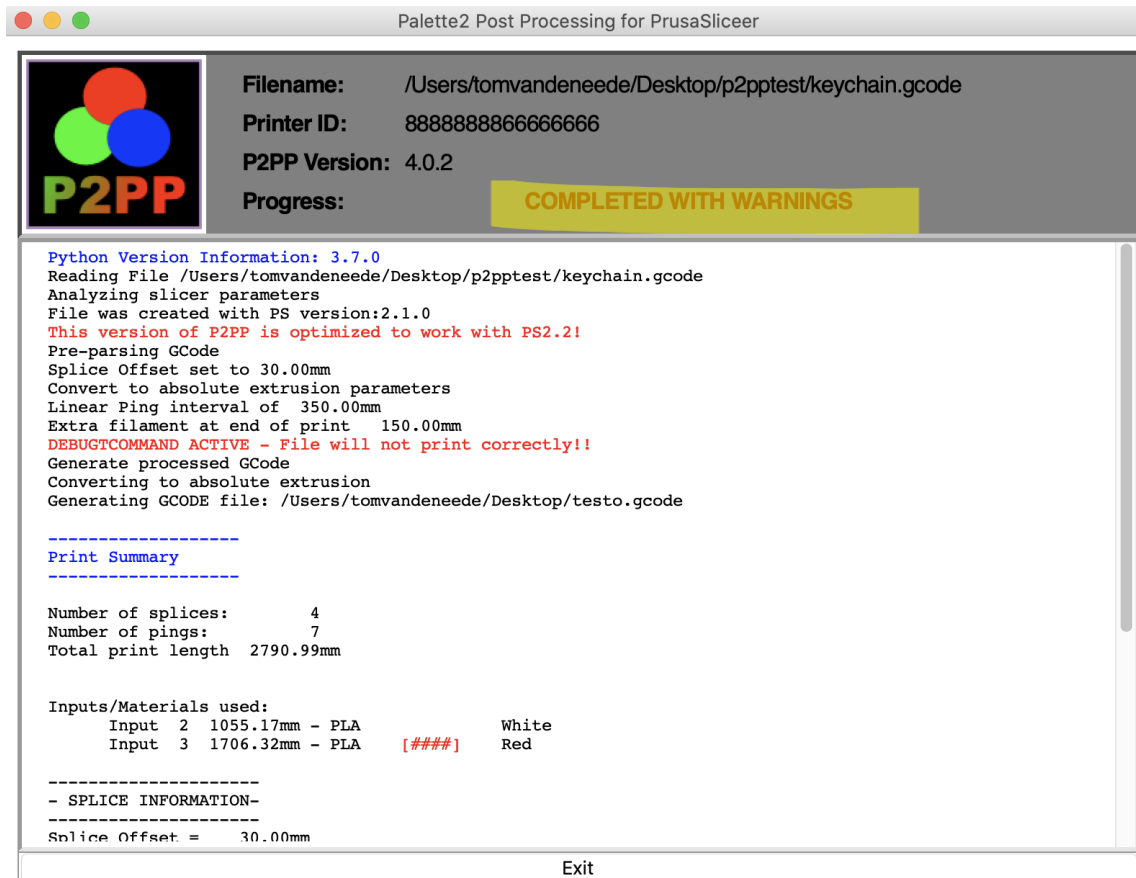 Palette2 Post Processing for PrusaSliceer
P2PP
Filename: /Users/tomvandeneede/Desktop/p2pptest/keychain.gcode
Printer ID: 8888888866666666
P2PP Version: 4.0.2
Progress: COMPLETED WITH WARNINGS
Python Version Information: 3.7.0
Reading File /Users/tomvandeneede/Desktop/p2pptest/keychain.gcode
Analyzing slicer parameters
File was created with PS version:2.1.0
This version of P2PP is optimized to work with PS2.2!
Pre-parsing GCode
Splice Offset set to 30.00mm
Convert to absolute extrusion parameters
Linear Ping interval of  350.00mm
Extra filament at end of print   150.00mm
DEBUGTCOMMAND ACTIVE - File will not print correctly!!
Generate processed GCode
Converting to absolute extrusion
Generating GCODE file: /Users/tomvandeneede/Desktop/testo.gcode
-------------------
Print Summary
-------------------
Number of splices:        4
Number of pings:          7
Total print length  2790.99mm
Inputs/Materials used:
Input  2  1055.17mm - PLA              White
Input  3  1706.32mm - PLA    [####]    Red
---------------------
- SPLICE INFORMATION-
---------------------
Splice Offset =    30.00mm
Exit